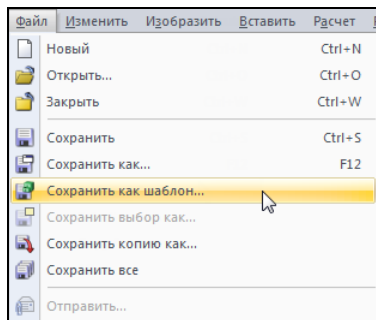 Файл Изменить Изобразить Вставить Расчет
Новый Ctrl+N
Открыть... Ctrl+O
Закрыть Ctrl+W
Сохранить Ctrl+S
Сохранить как... F12
Сохранить как шаблон...
Сохранить выбор как...
Сохранить копию как...
Сохранить все
Отправить...